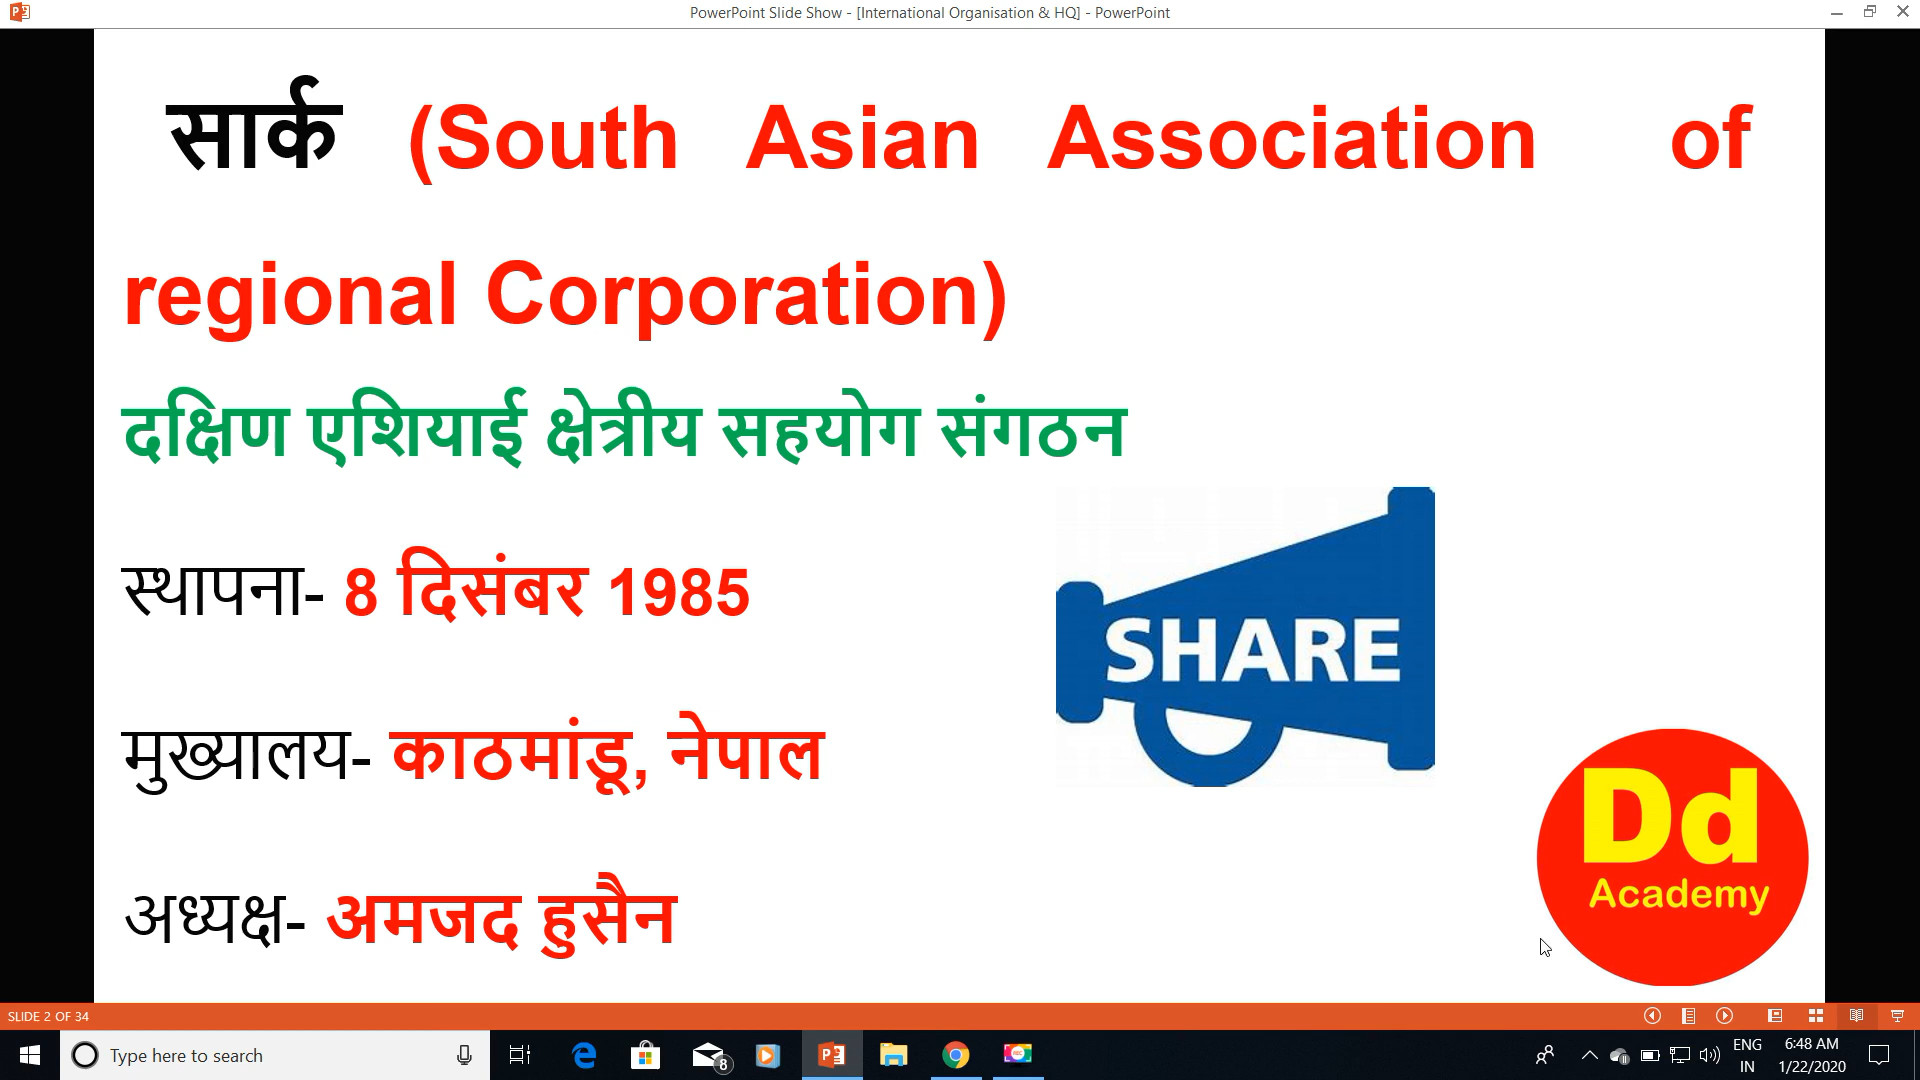 PowerPoint Slide Show - [International Organisation & HQ] - PowerPoint
सार्क (South Asian Association of
regional Corporation)
दक्षिण एशियाई क्षेत्रीय सहयोग संगठन
स्थापना- 8 दिसंबर 1985
SHARE
मुख्यालय- काठमांडू, नेपाल
Dd
Academy
अध्यक्ष- अमजद हुसैन
SLIDE 2 OF 34
Type here to search
8
ENG
IN
6:48 AM
1/22/2020